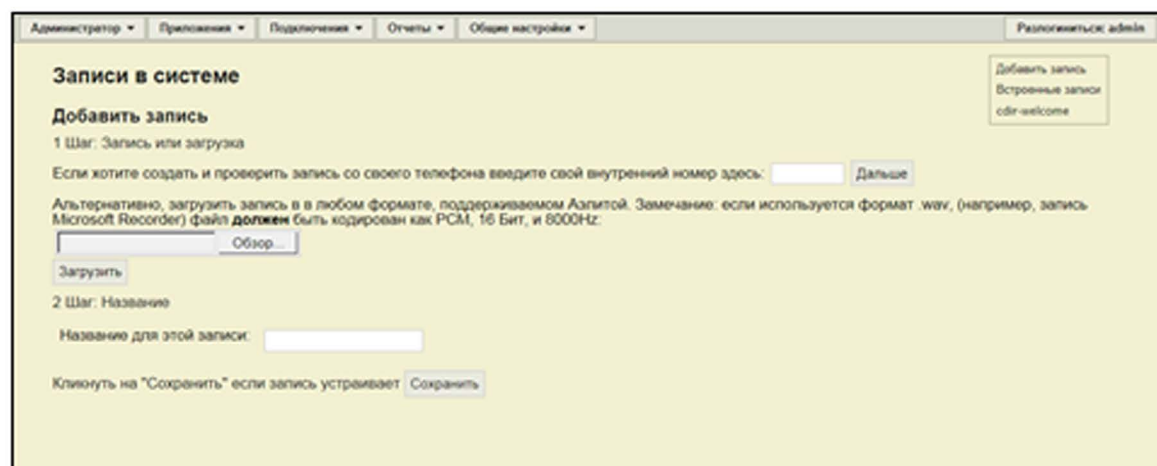 Администратор Приложения Подключения Отчеты Общие настройки Разлогиниться: admin
Записи в системе
Добавить запись
Встроенные записи
cdir-welcome
Добавить запись
1 Шаг: Запись или загрузка
Если хотите создать и проверить запись со своего телефона введите свой внутренний номер здесь: Дальше
Альтернативно, загрузить запись в в любом формате, поддерживаемом Аэлитой. Замечание: если используется формат .wav, (например, запись
Microsoft Recorder) файл должен быть кодирован как PCM, 16 Бит, и 8000Hz:
Обзор...
Загрузить
2 Шаг: Название
Название для этой записи:
Кликнуть на "Сохранить" если запись устраивает Сохранить